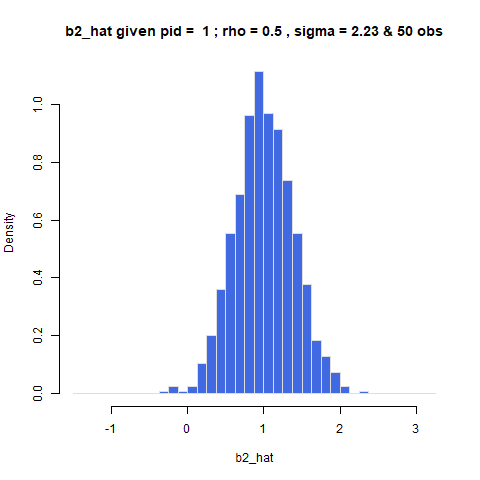 b2_hat given pid =  1 ; rho = 0.5 , sigma = 2.23 & 50 obs
Density
1.0
0.8
0.6
0.4
0.2
0.0
-1 0 1 2 3
b2_hat